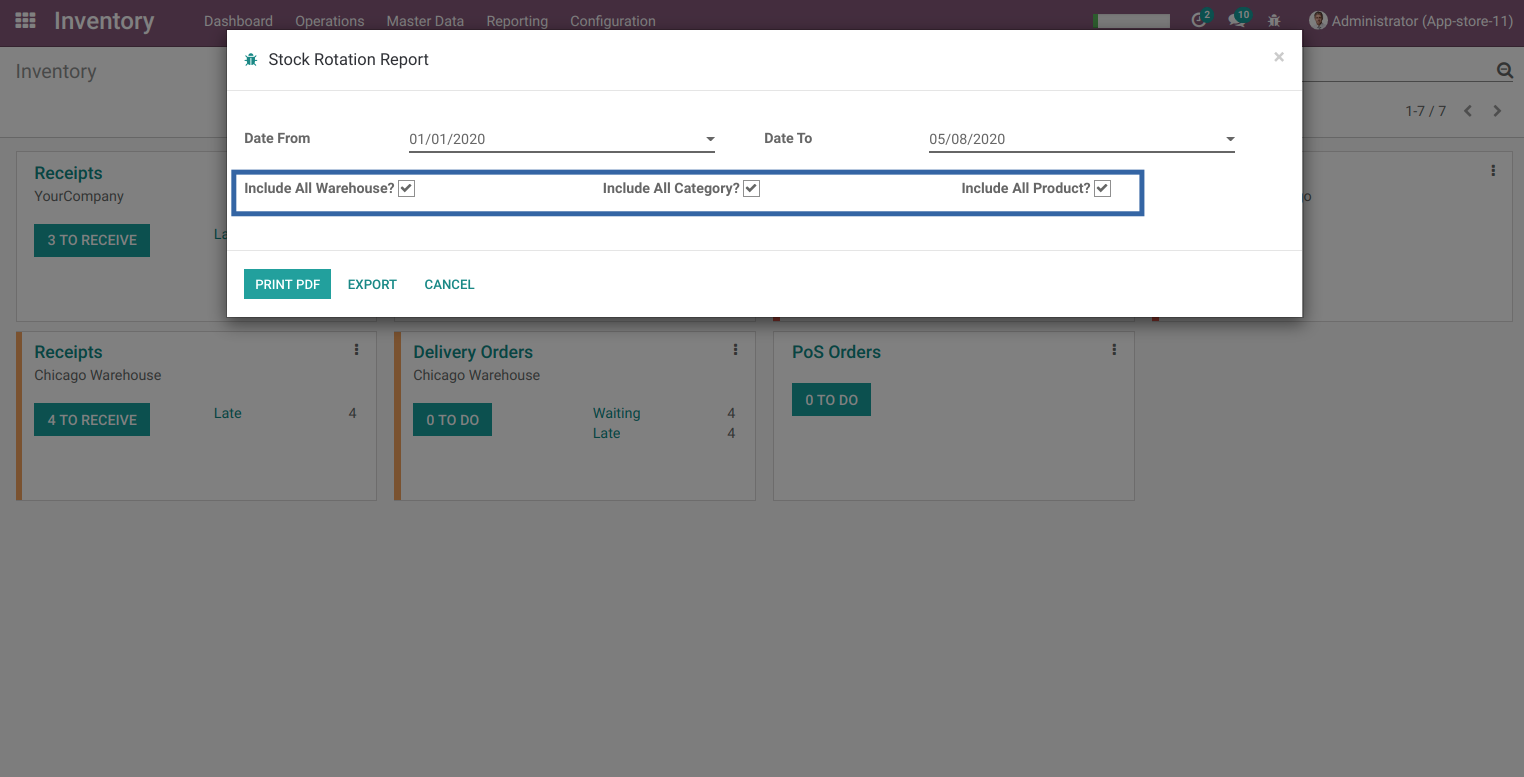 Inventory Dashboard Operations Master Data Reporting Configuration 2 10 Administrator (App-store-11)
Stock Rotation Report ×
Inventory
1-7 / 7
Date From 01/01/2020 Date To 05/08/2020
Receipts
YourCompany
Include All Warehouse? Include All Category? Include All Product?
3 TO RECEIVE
PRINT PDF EXPORT CANCEL
Receipts
Chicago Warehouse
4 TO RECEIVE Late 4
Delivery Orders
Chicago Warehouse
0 TO DO Waiting 4
Late 4
PoS Orders
0 TO DO